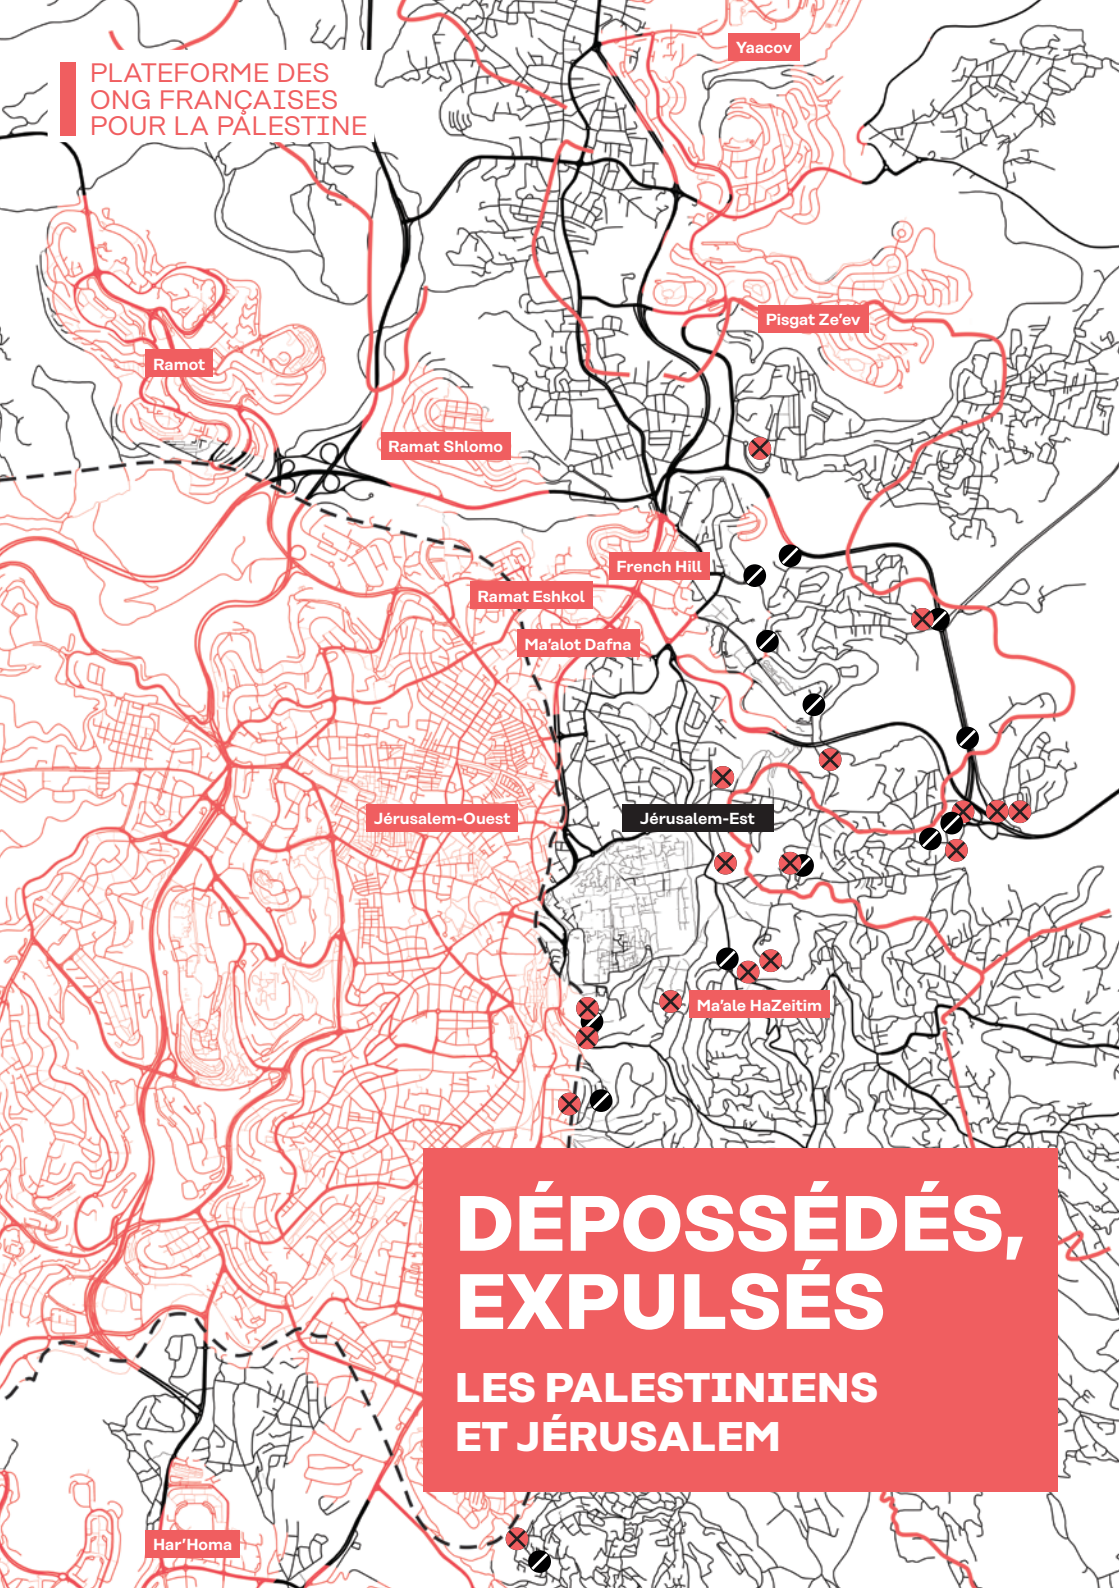 Yaacov
PLATEFORME DES
ONG FRANÇAISES
POUR LA PALESTINE
Pisgat Ze’ev
Ramot
Ramat Shlomo
French Hill
Ramat Eshkol
Ma’alot Dafna
Jérusalem-Ouest
Jérusalem-Est
Ma’ale HaZeitim
DÉPOSSÉDÉS,
EXPULSÉS
LES PALESTINIENS
ET JÉRUSALEM
Har’Homa